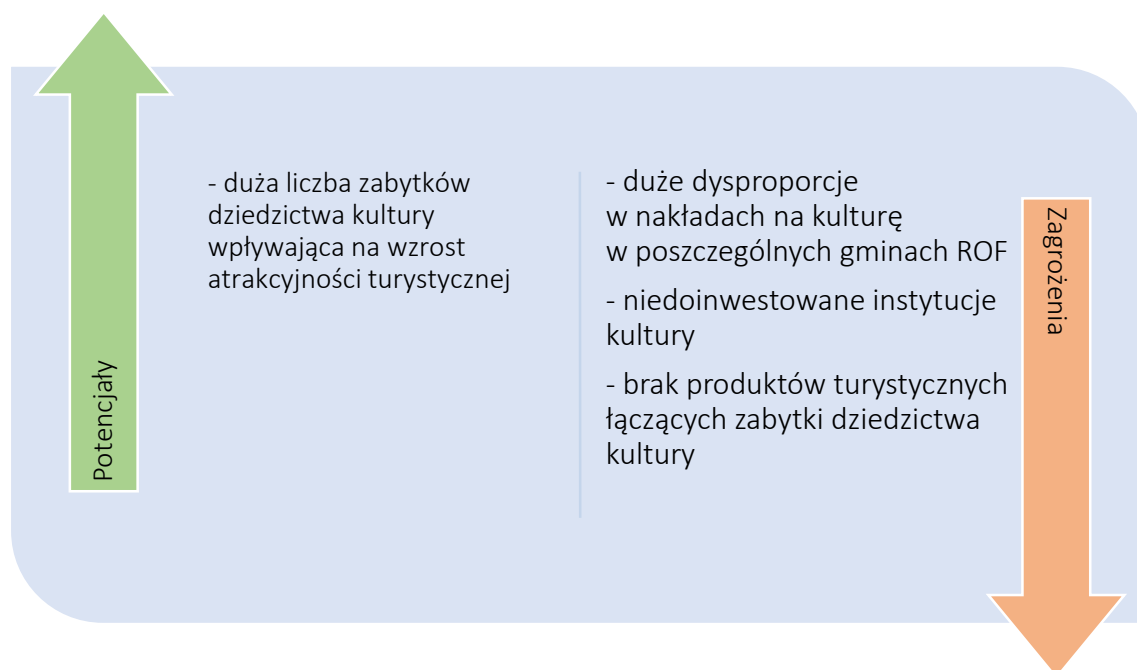 Potencjały
- duża liczba zabytków
dziedzictwa kultury
wpływająca na wzrost
atrakcyjności turystycznej
- duże dysproporcje
w nakładach na kulturę
w poszczególnych gminach ROF
- niedoinwestowane instytucje
kultury
- brak produktów turystycznych
łączących zabytki dziedzictwa
kultury
Zagrożenia